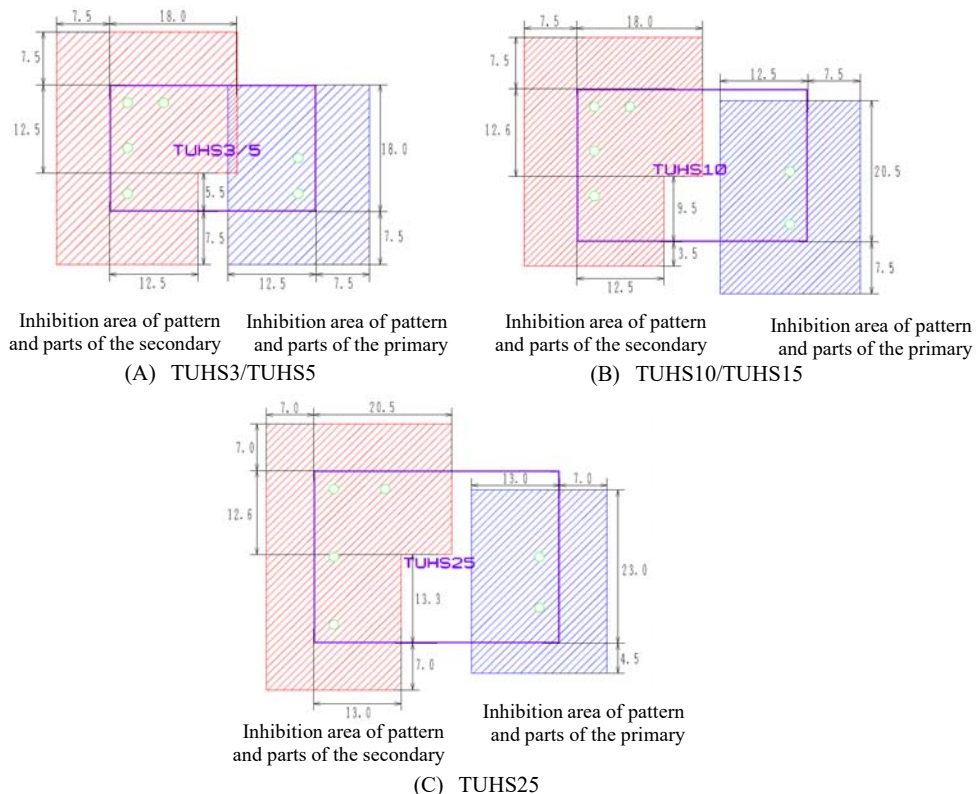 7.5 18.0
7.5
12.5
TUHS3/5
18.0
5.5
7.5
7.5
12.5 12.5 7.5
Inhibition area of pattern
and parts of the secondary
Inhibition area of pattern
and parts of the primary
(A) TUHS3/TUHS5
7.5 18.0
7.5
12.5 7.5
12.6
TUHS10
20.5
9.5
3.5
7.5
12.5
Inhibition area of pattern
and parts of the secondary
Inhibition area of pattern
and parts of the primary
(B) TUHS10/TUHS15
7.0 20.5
7.0
13.0 7.0
12.6
TUHS25
23.0
13.3
4.5
7.0
13.0
Inhibition area of pattern
and parts of the secondary
Inhibition area of pattern
and parts of the primary
(C) TUHS25